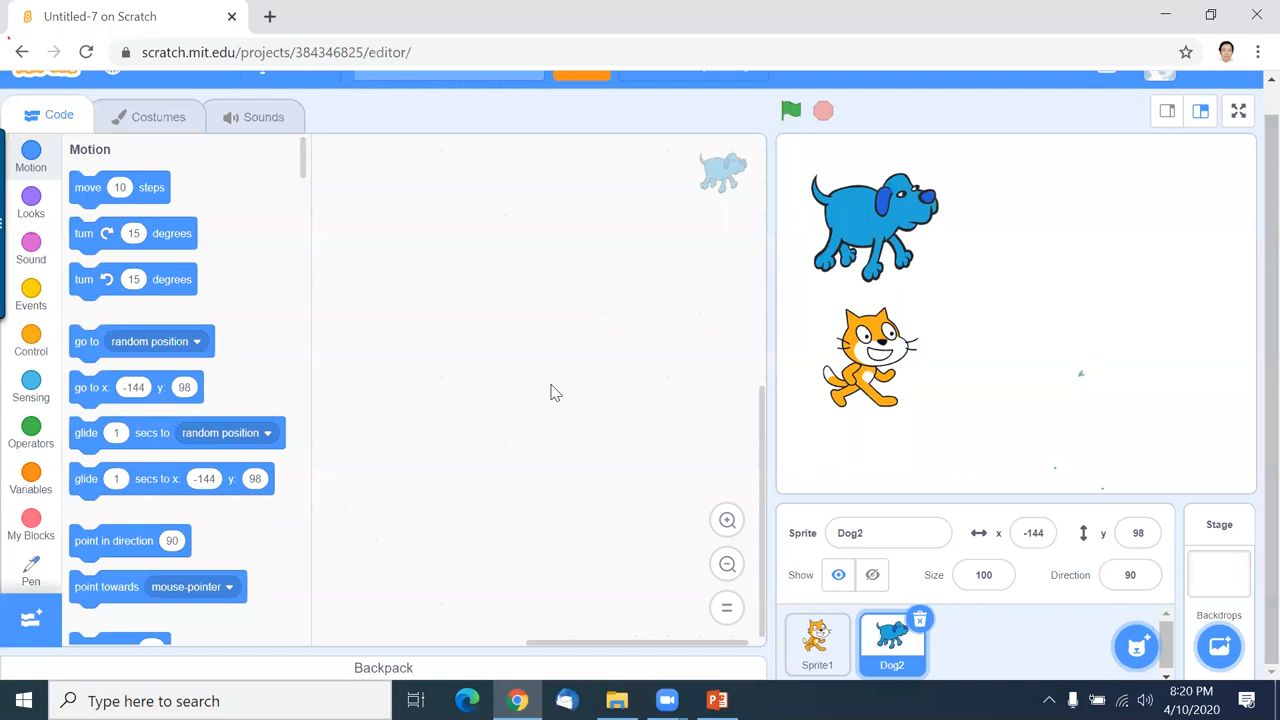 Untitled-7 on Scratch
scratch.mit.edu/projects/384346825/editor/
Code
Costumes
Sounds
Motion
Motion
Looks
Sound
Events
Control
Sensing
Operators
Variables
My Blocks
Pen
move 10 steps
turn 15 degrees
turn 15 degrees
go to random position
go to x: -144 y: 98
glide 1 secs to random position
glide 1 secs to x: -144 y: 98
point in direction 90
point towards mouse-pointer
Backpack
Sprite Dog2 x -144 y 98
Show Size 100 Direction 90
Sprite1
Dog2
Stage
Backdrops
Type here to search
8:20 PM
4/10/2020